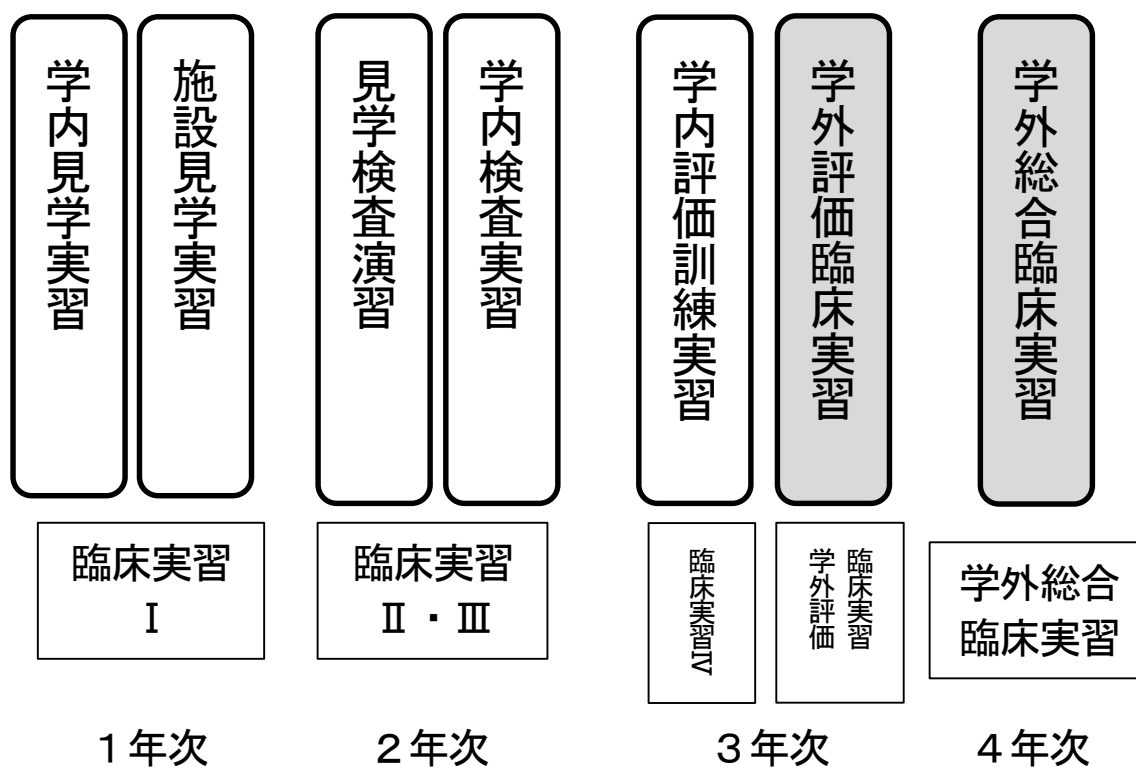 学内見学実習
施設見学実習
見学検査演習
学内検査実習
学内評価訓練実習
学外評価臨床実習
学外総合臨床実習
臨床実習
Ⅰ
臨床実習
Ⅱ・Ⅲ
臨床実習Ⅳ
臨床実習
学外評価
学外総合
臨床実習
１年次
２年次
３年次
４年次